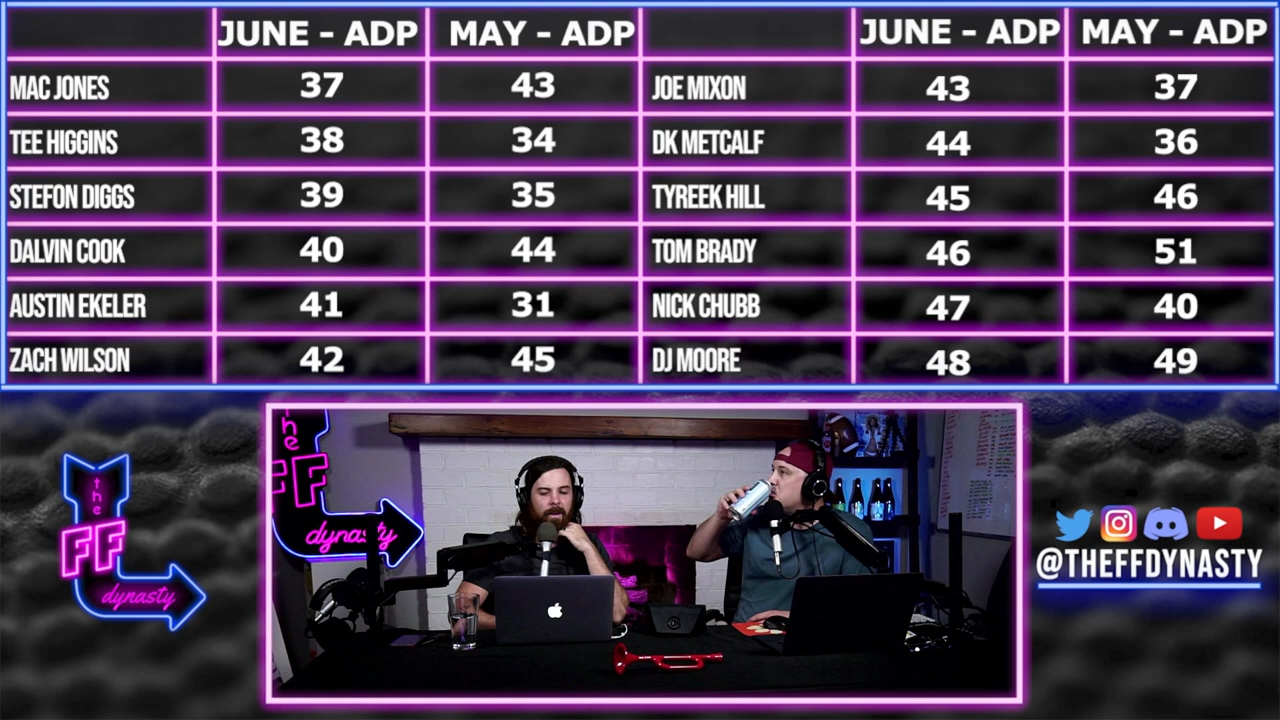 JUNE - ADP MAY - ADP JUNE - ADP MAY - ADP
MAC JONES 37 43 JOE MIXON 43 37
TEE HIGGINS 38 34 DK METCALF 44 36
STEFON DIGGS 39 35 TYREEK HILL 45 46
DALVIN COOK 40 44 TOM BRADY 46 51
AUSTIN EKELER 41 31 NICK CHUBB 47 40
ZACH WILSON 42 45 DJ MOORE 48 49
the
FF
dynasty
he
FF
dynasty
@THEFFDYNASTY